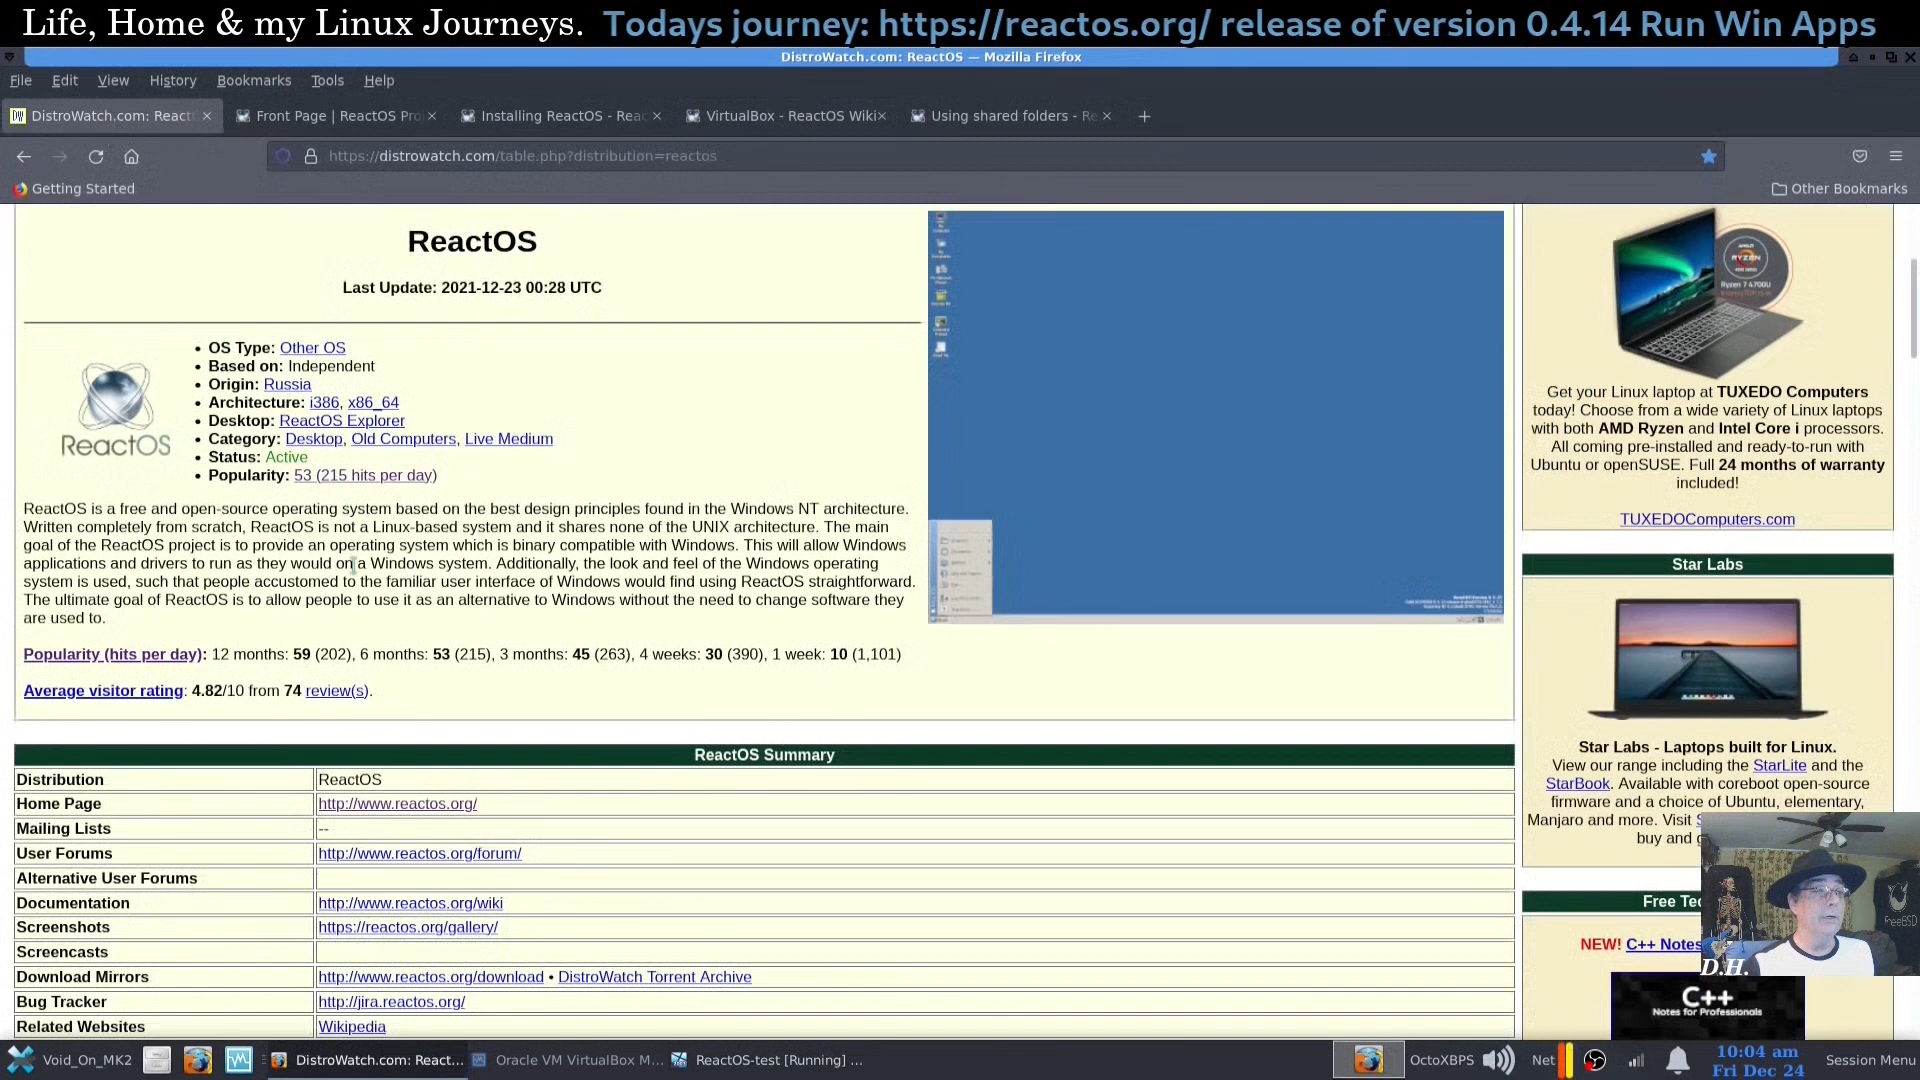 Life, Home & my Linux Journeys. Todays journey: https://reactos.org/ release of version 0.4.14 Run Win Apps
DistroWatch.com: ReactOS — Mozilla Firefox
File Edit View History Bookmarks Tools Help
DistroWatch.com: React × Front Page | ReactOS Pro × Installing ReactOS - Reac × VirtualBox - ReactOS Wiki × Using shared folders - Re ×
https://distrowatch.com/table.php?distribution=reactos
Getting Started Other Bookmarks
ReactOS
Last Update: 2021-12-23 00:28 UTC
ReactOS
• OS Type: Other OS
• Based on: Independent
• Origin: Russia
• Architecture: i386, x86_64
• Desktop: ReactOS Explorer
• Category: Desktop, Old Computers, Live Medium
• Status: Active
• Popularity: 53 (215 hits per day)
ReactOS is a free and open-source operating system based on the best design principles found in the Windows NT architecture.
Written completely from scratch, ReactOS is not a Linux-based system and it shares none of the UNIX architecture. The main
goal of the ReactOS project is to provide an operating system which is binary compatible with Windows. This will allow Windows
applications and drivers to run as they would on a Windows system. Additionally, the look and feel of the Windows operating
system is used, such that people accustomed to the familiar user interface of Windows would find using ReactOS straightforward.
The ultimate goal of ReactOS is to allow people to use it as an alternative to Windows without the need to change software they
are used to.
Popularity (hits per day): 12 months: 59 (202), 6 months: 53 (215), 3 months: 45 (263), 4 weeks: 30 (390), 1 week: 10 (1,101)
Average visitor rating: 4.82/10 from 74 review(s).
ReactOS Summary
Distribution ReactOS
Home Page http://www.reactos.org/
Mailing Lists --
User Forums http://www.reactos.org/forum/
Alternative User Forums
Documentation http://www.reactos.org/wiki
Screenshots https://reactos.org/gallery/
Screencasts
Download Mirrors http://www.reactos.org/download • DistroWatch Torrent Archive
Bug Tracker http://jira.reactos.org/
Related Websites Wikipedia
AMD
RYZEN
Ryzen 7 4700U
Get your Linux laptop at TUXEDO Computers
today! Choose from a wide variety of Linux laptops
with both AMD Ryzen and Intel Core i processors.
All coming pre-installed and ready-to-run with
Ubuntu or openSUSE. Full 24 months of warranty
included!
TUXEDOComputers.com
Star Labs
Star Labs - Laptops built for Linux.
View our range including the StarLite and the
StarBook. Available with coreboot open-source
firmware and a choice of Ubuntu, elementary,
Manjaro and more. Visit S
buy and g
Free Tec
NEW! C++ Notes
C++
Notes for Professionals
FreeBSD
D.H.
Void_On_MK2 DistroWatch.com: React... Oracle VM VirtualBox M... ReactOS-test [Running] ... OctoXBPS Net 10:04 am Session Menu
Fri Dec 24